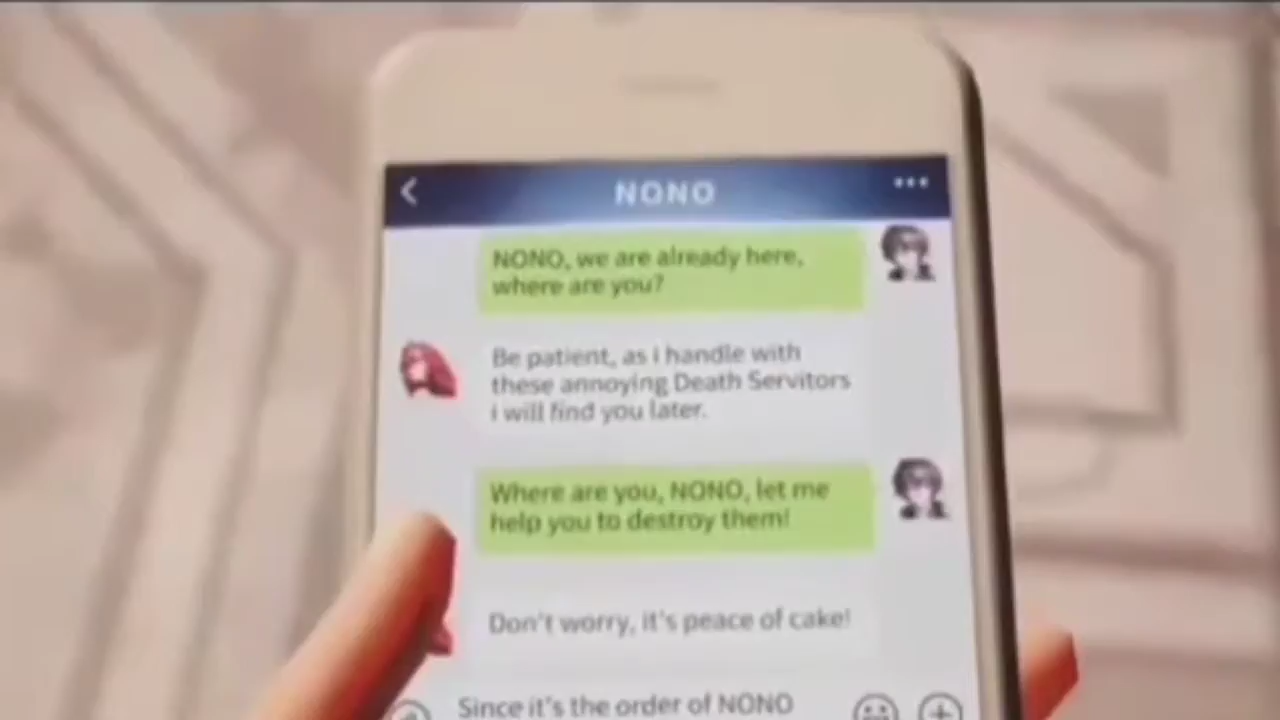 NONO
NONO, we are already here,
where are you?
Be patient, as i handle with
these annoying Death Servitors
i will find you later.
Where are you, NONO, let me
help you to destroy them!
Don't worry, it's peace of cake!
Since it's the order of NONO